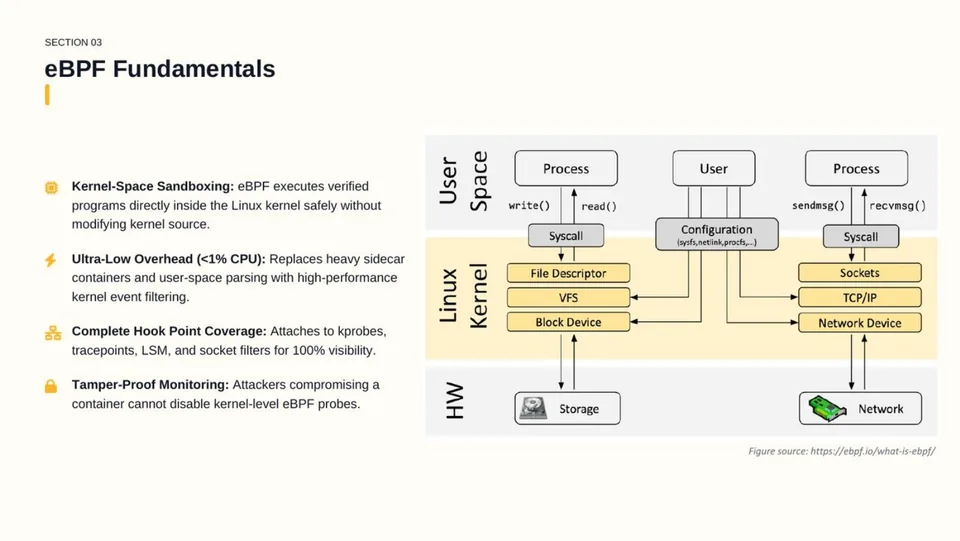 SECTION 03
eBPF Fundamentals
Kernel-Space Sandboxing: eBPF executes verified
programs directly inside the Linux kernel safely without
modifying kernel source.
Ultra-Low Overhead (<1% CPU): Replaces heavy sidecar
containers and user-space parsing with high-performance
kernel event filtering.
Complete Hook Point Coverage: Attaches to kprobes,
tracepoints, LSM, and socket filters for 100% visibility.
Tamper-Proof Monitoring: Attackers compromising a
container cannot disable kernel-level eBPF probes.
User
Space
Process
User
Process
write()
read()
sendmsg()
recvmsg()
Syscall
Configuration
(sysfs,netlink,procfs,...)
Syscall
Linux
Kernel
File Descriptor
VFS
Block Device
Sockets
TCP/IP
Network Device
HW
Storage
Network
Figure source: https://ebpf.io/what-is-ebpf/